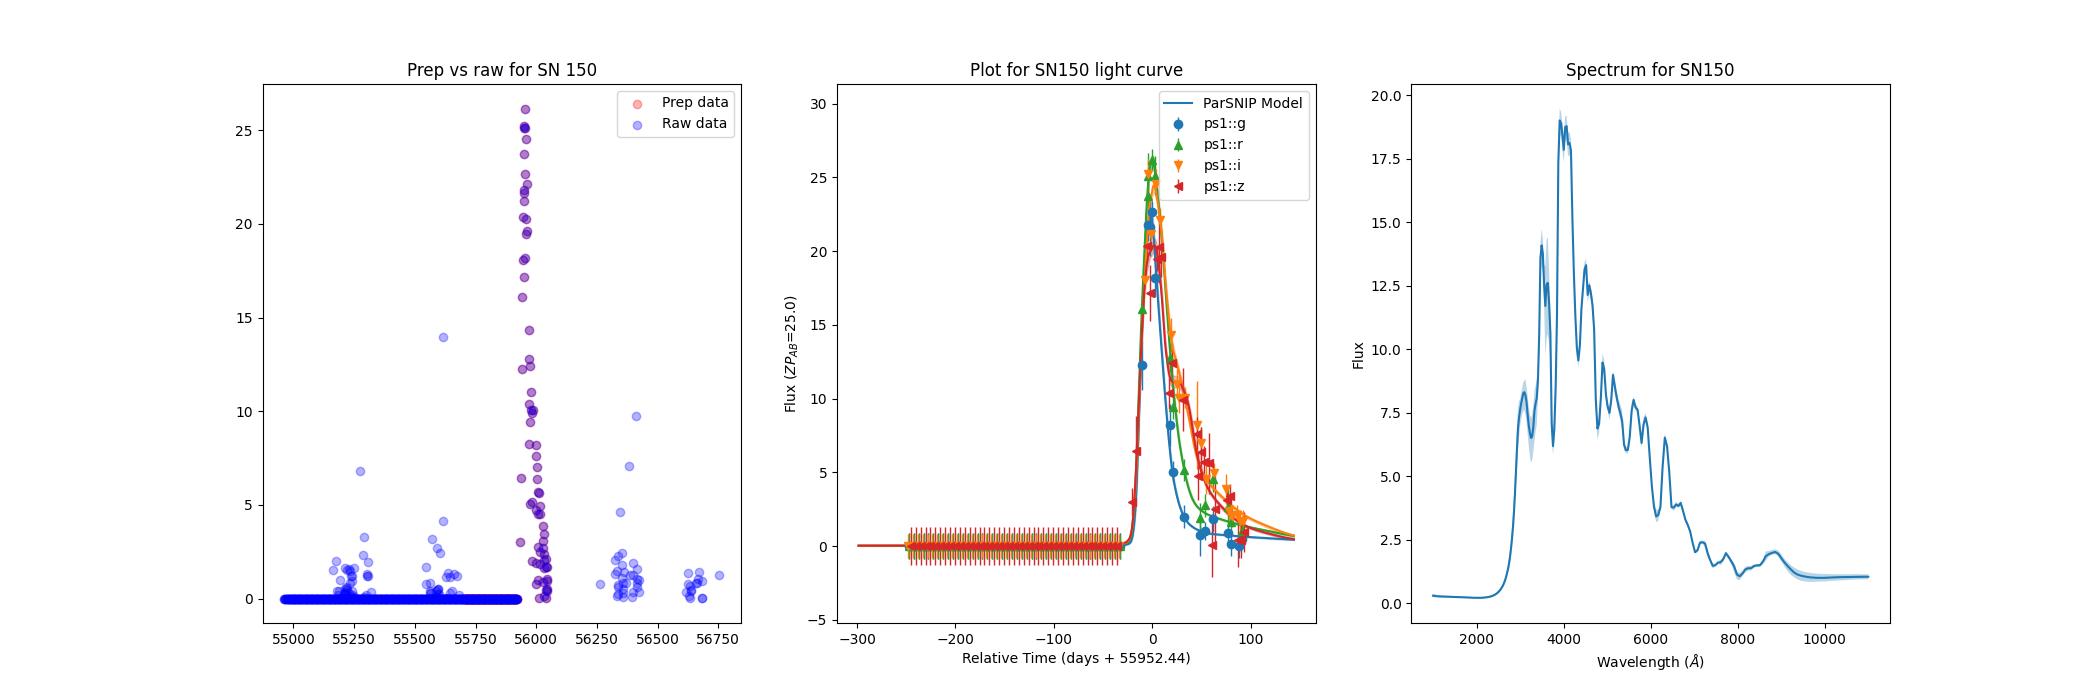 Prep vs raw for SN 150
Prep data
Raw data
25
20
15
10
5
0
55000
55250
55500
55750
56000
56250
56500
56750
Plot for SN150 light curve
ParSNIP Model
ps1::g
ps1::r
ps1::i
ps1::z
Flux (ZP_AB=25.0)
30
25
20
15
10
5
0
−5
−300
−200
−100
0
100
Relative Time (days + 55952.44)
Spectrum for SN150
Flux
20.0
17.5
15.0
12.5
10.0
7.5
5.0
2.5
0.0
2000
4000
6000
8000
10000
Wavelength (Å)